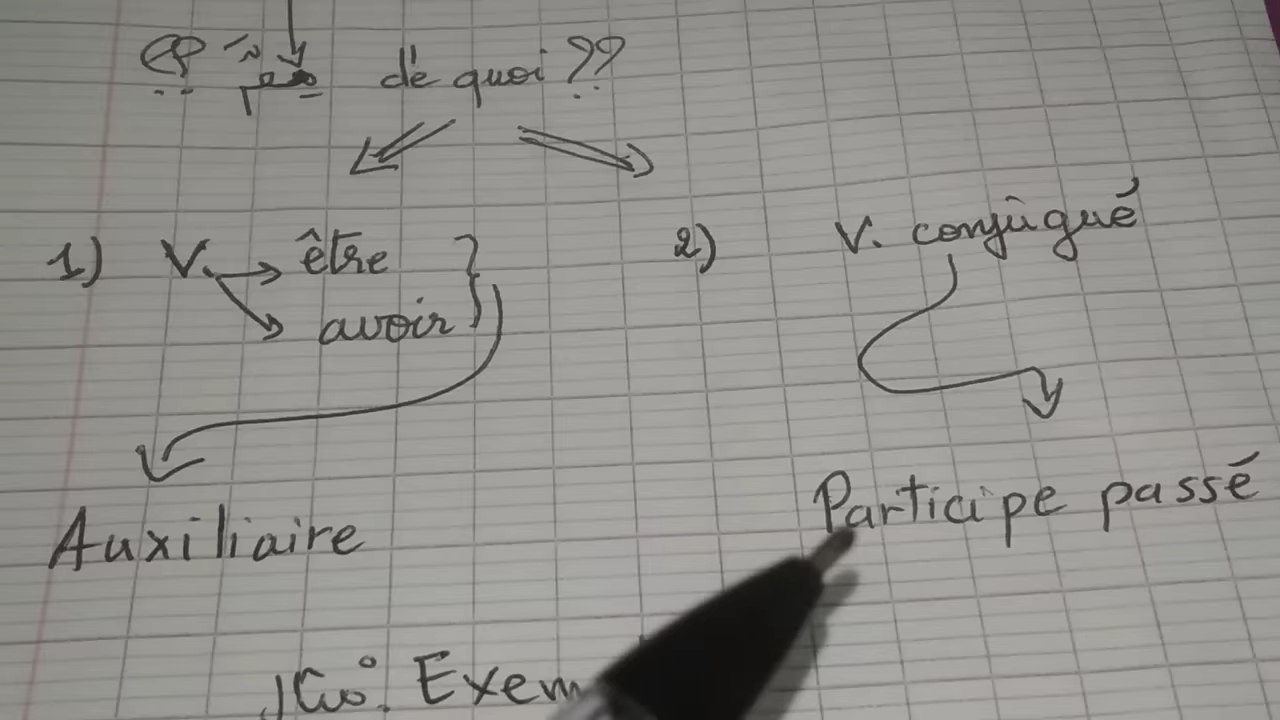 de quoi ??
1) V. être 2) V. conjugué
avoir
Auxiliaire Participe passé
Exem